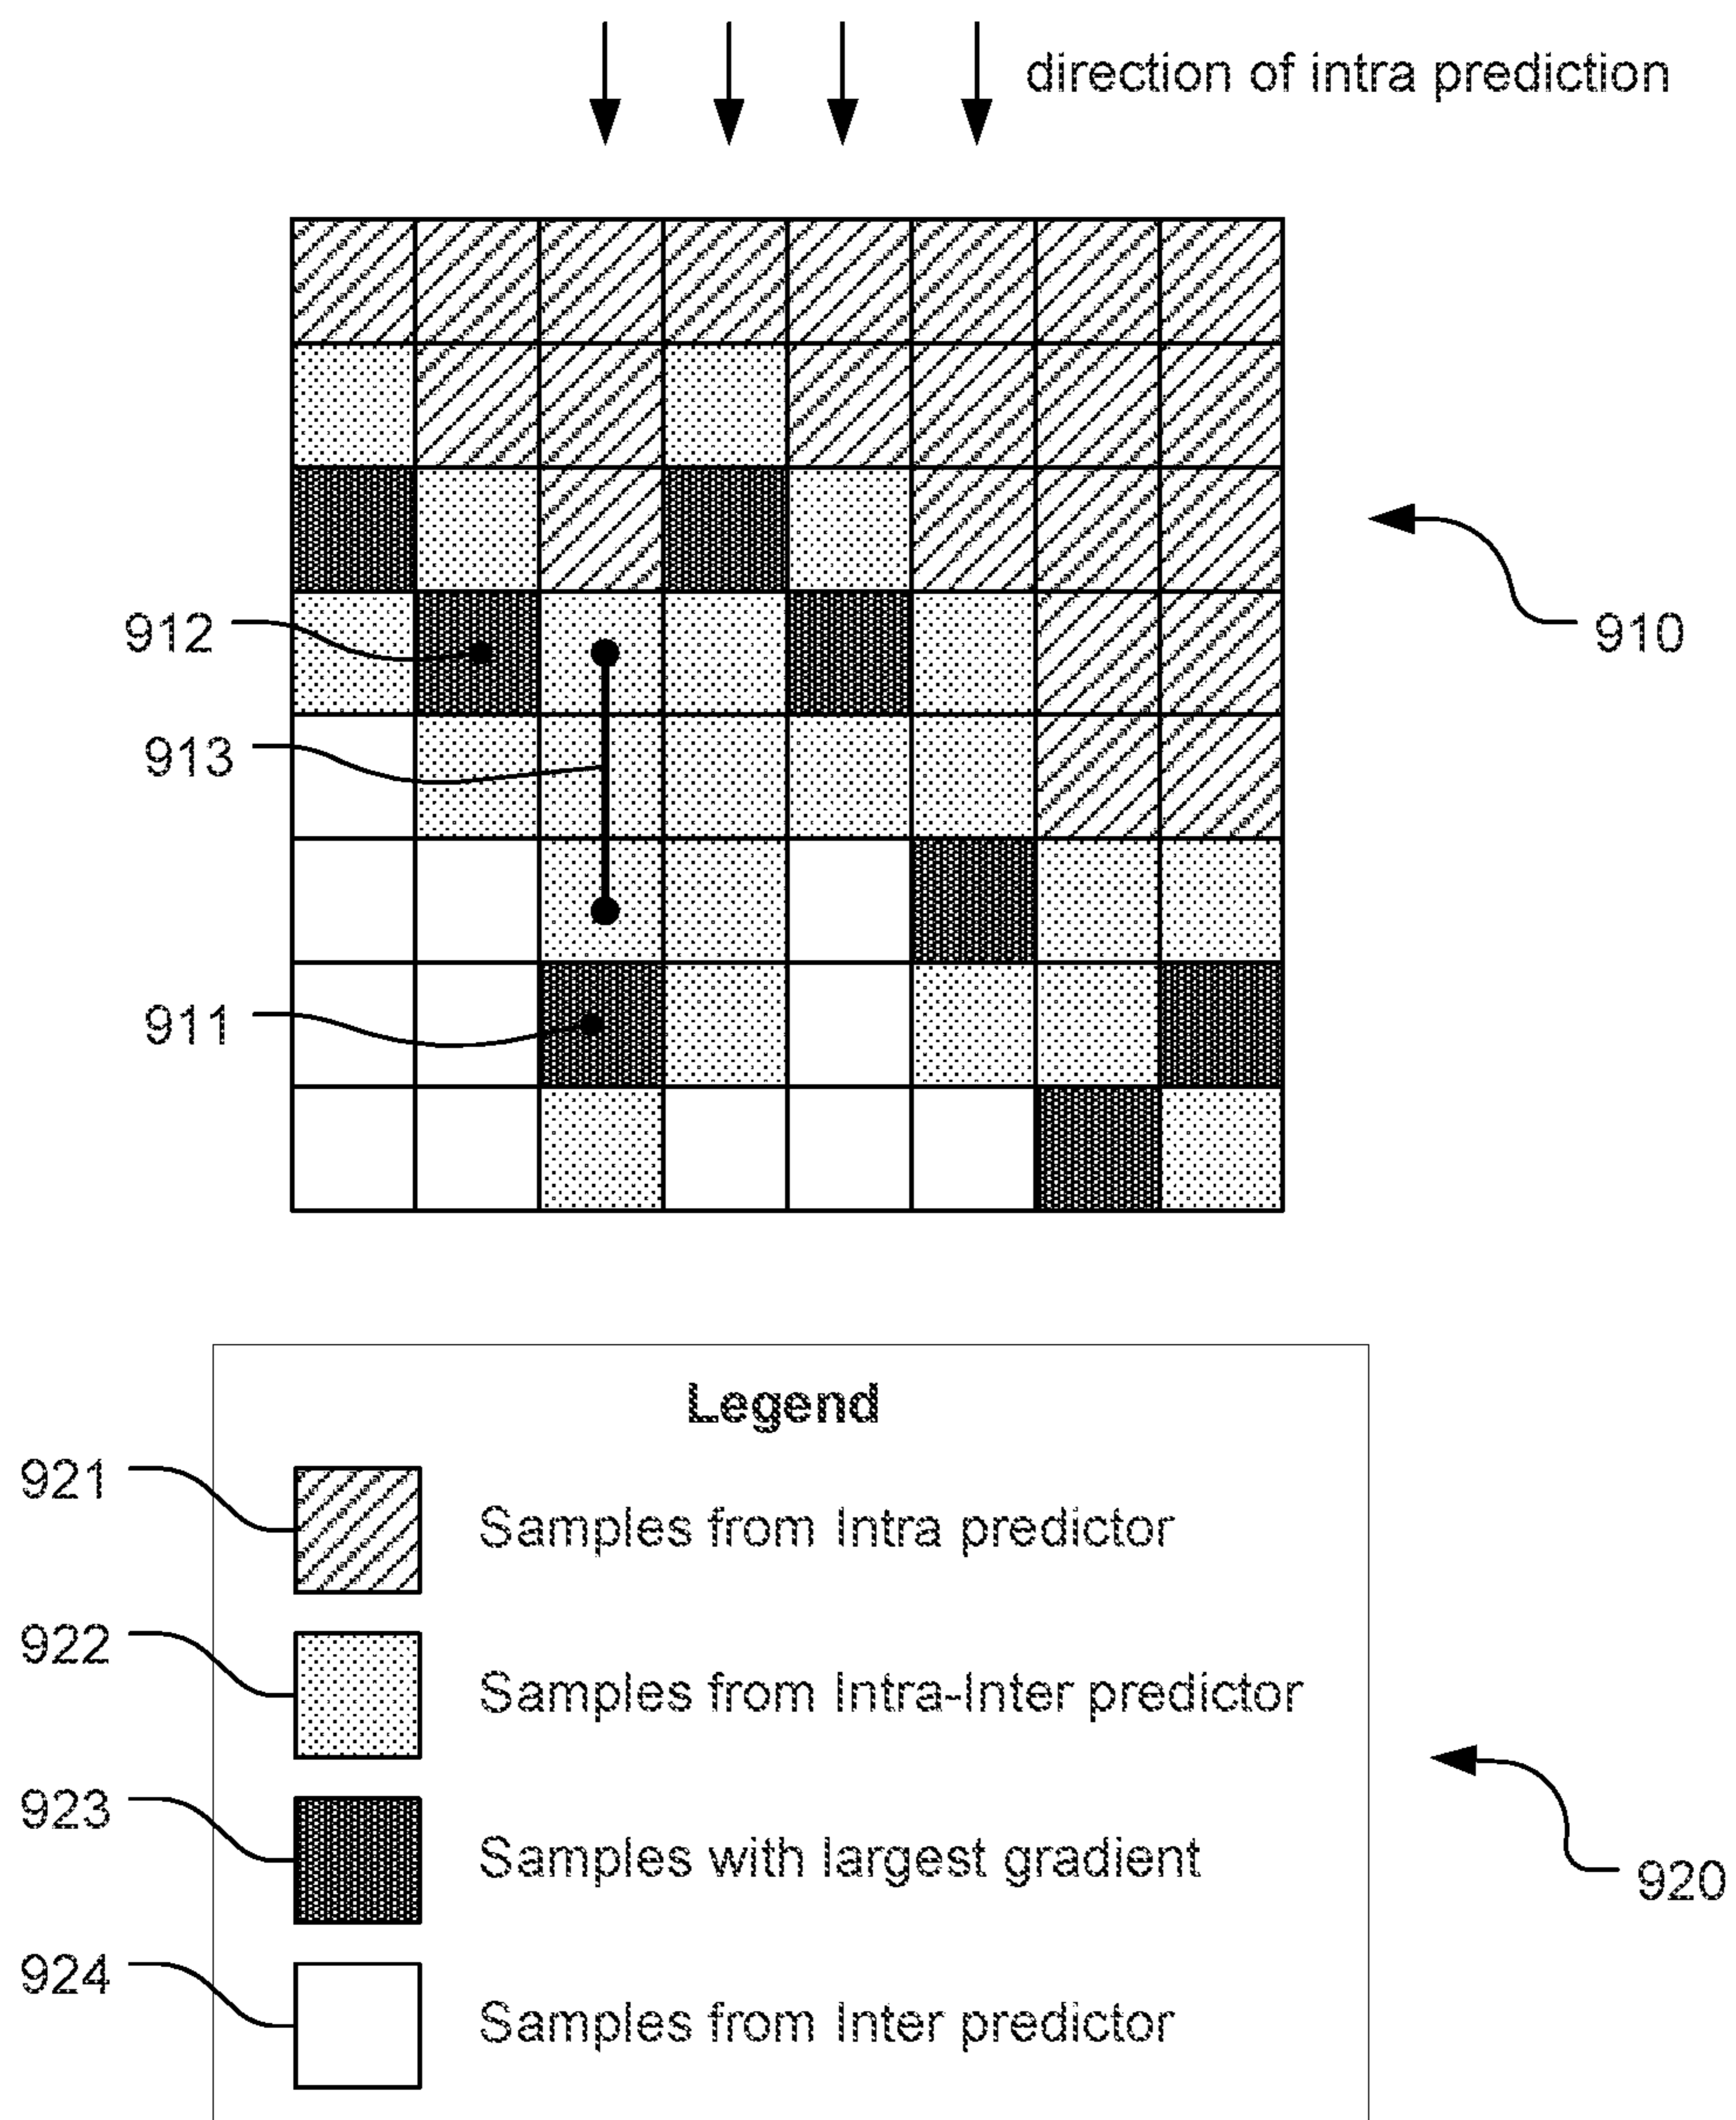 direction of intra prediction
910
912
913
911
Legend
921
Samples from Intra predictor
922
Samples from Intra-Inter predictor
923
Samples with largest gradient
920
924
Samples from Inter predictor